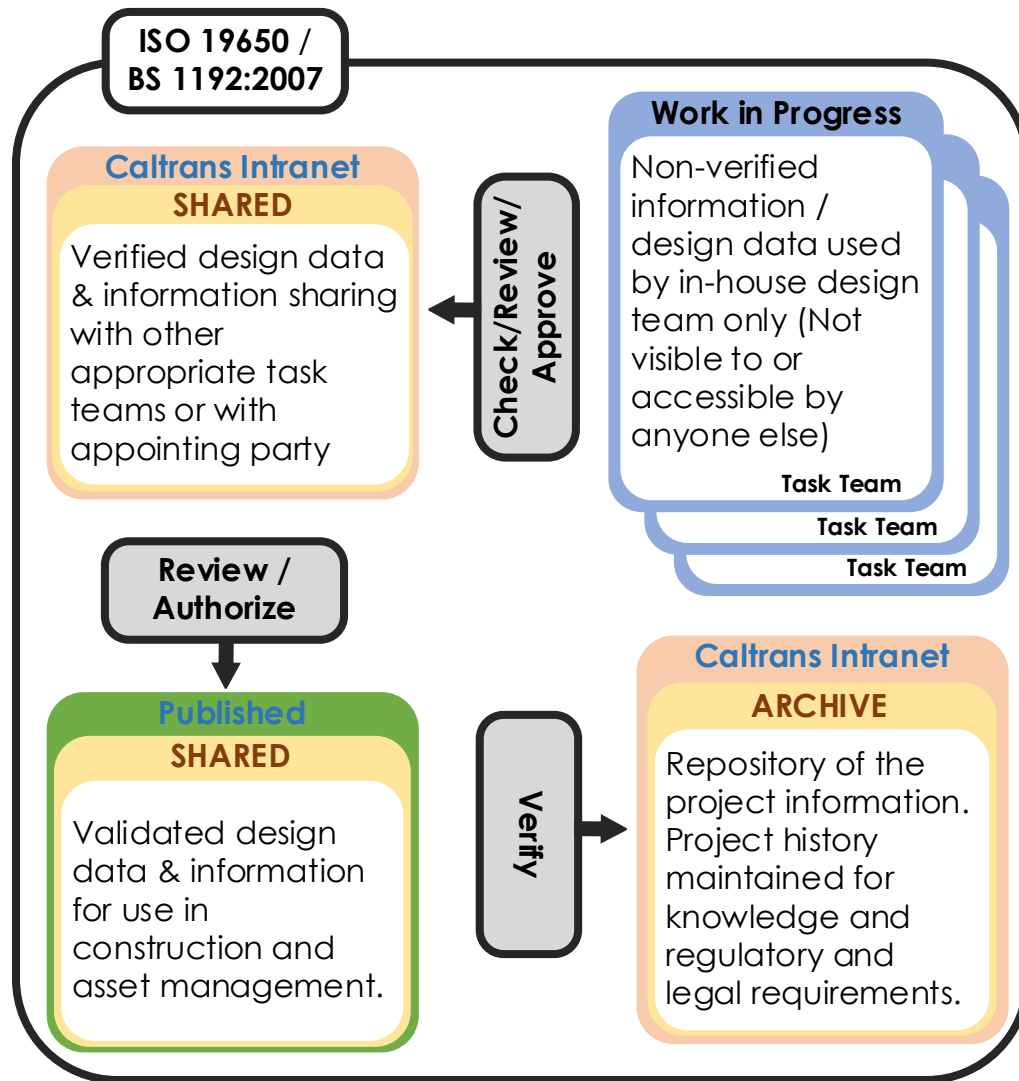 ISO 19650 /
BS 1192:2007
Caltrans Intranet
SHARED
Verified design data
& information sharing
with other
appropriate task
teams or with
appointing party
Check/Review/
Approve
Work in Progress
Non-verified
information /
design data used
by in-house design
team only (Not
visible to or
accessible by
anyone else)
Task Team
Task Team
Task Team
Review /
Authorize
Published
SHARED
Validated design
data & information
for use in
construction and
asset management.
Verify
Caltrans Intranet
ARCHIVE
Repository of the
project information.
Project history
maintained for
knowledge and
regulatory and
legal requirements.